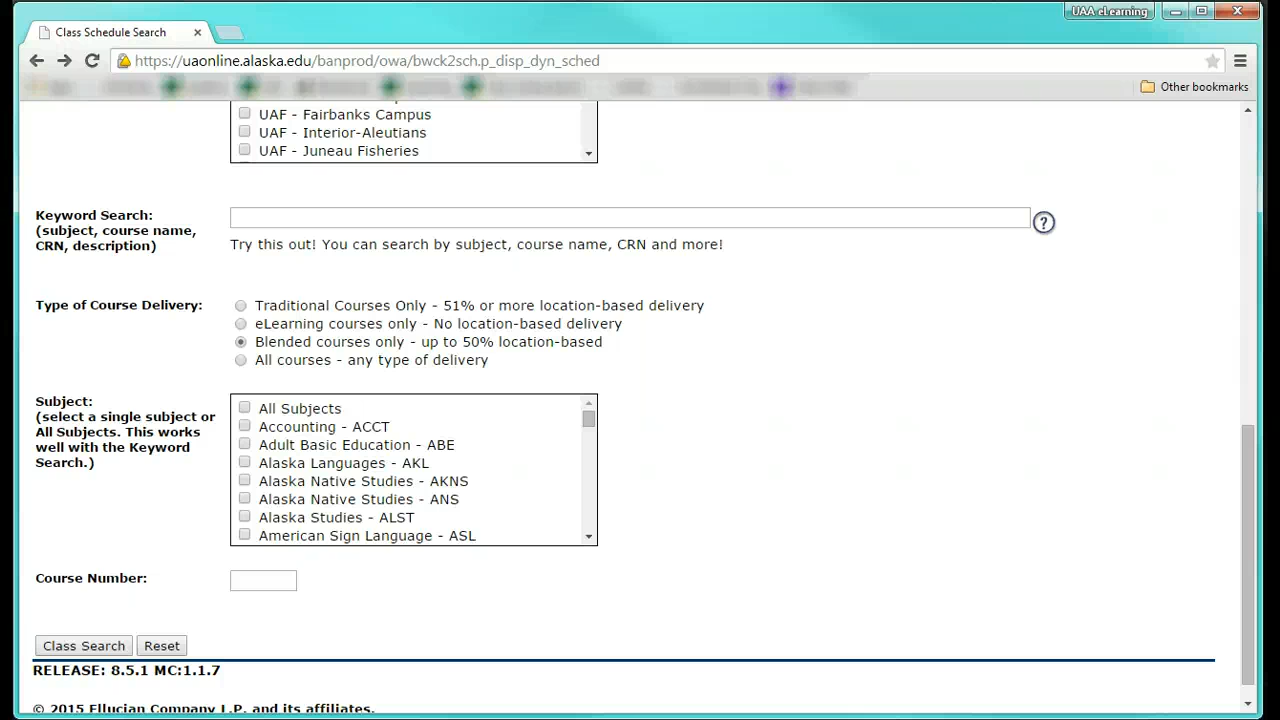 UAA eLearning
Class Schedule Search
https://uaonline.alaska.edu/banprod/owa/bwck2sch.p_disp_dyn_sched
Other bookmarks
UAF - Fairbanks Campus
UAF - Interior-Aleutians
UAF - Juneau Fisheries
Keyword Search:
(subject, course name,
CRN, description)
?
Try this out! You can search by subject, course name, CRN and more!
Type of Course Delivery:
Traditional Courses Only - 51% or more location-based delivery
eLearning courses only - No location-based delivery
Blended courses only - up to 50% location-based
All courses - any type of delivery
Subject:
(select a single subject or
All Subjects. This works
well with the Keyword
Search.)
All Subjects
Accounting - ACCT
Adult Basic Education - ABE
Alaska Languages - AKL
Alaska Native Studies - AKNS
Alaska Native Studies - ANS
Alaska Studies - ALST
American Sign Language - ASL
Course Number:
Class Search Reset
RELEASE: 8.5.1 MC:1.1.7
© 2015 Ellucian Company L.P. and its affiliates.